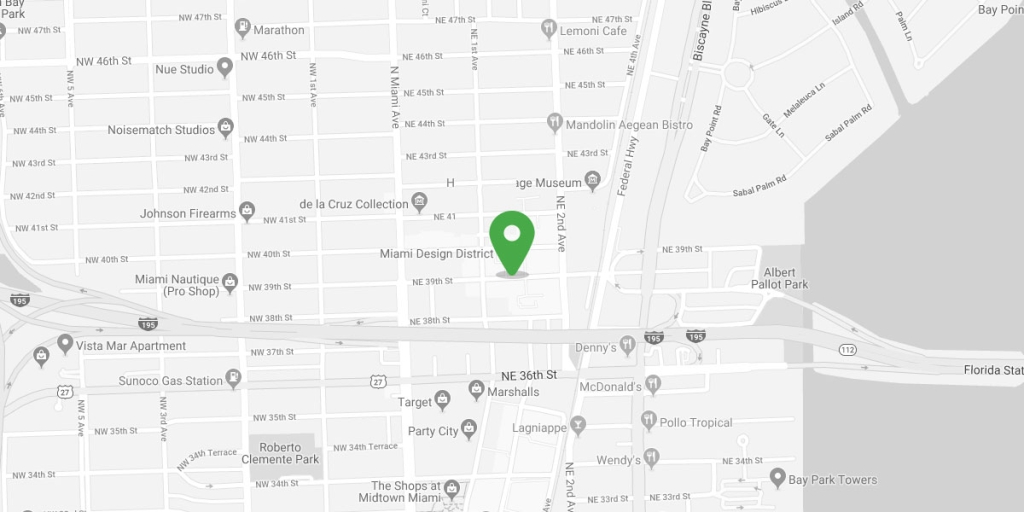 Bay
Park
NW 47th St
Marathon
NW 46th St
NW 46th St
Nue Studio
NW 5 Ave
NW 1st Ave
N Miami Ave
NW 45th St
NW 44th St
Noisematch Studios
NW 44th St
NW 43rd St
NW 43rd St
NW 42nd St
NW 42nd St
Johnson Firearms
NW 41st St
NW 41st St
NW 40th St
NW 40th St
Miami Nautique
(Pro Shop)
NW 39th St
195
195
NW 38th St
Vista Mar Apartment
NW 37th St
Sunoco Gas Station
27
27
NW 5 Ave
NW 3rd Ave
NW 35th St
NW 35th St
Roberto
Clemente Park
NW 34th Terrace
NW 34th Terrace
NW 34th St
NW 34th St
NE 47th St
NE 47th St
NE 1st Ave
Lemoni Cafe
NE 46th St
NE 46th St
NE 4th Ave
NE 45th St
NE 45th St
NE 44th St
Mandolin Aegean Bistro
NE 43rd St
NE 43rd St
H
age Museum
de la Cruz Collection
NE 41
NE 2nd Ave
Federal Hwy
Miami Design District
NE 39th St
NE 39th St
NE 38th St
Denny's
195
195
NE 36th St
Marshalls
McDonald's
Target
Party City
Lagniappe
Pollo Tropical
Wendy's
NE 34th St
Bay Park Towers
The Shops at
Midtown Miami
NE 2nd Ave
NE 33rd St
NE 33rd St
Biscayne Bl
Hibiscus
Island Rd
Palm Ln
Bay Poin
Melaleuca Ln
Gate Ln
Sabal Palm Rd
Bay Point Rd
Sabal Palm Rd
Albert
Pallot Park
112
Florida Stat